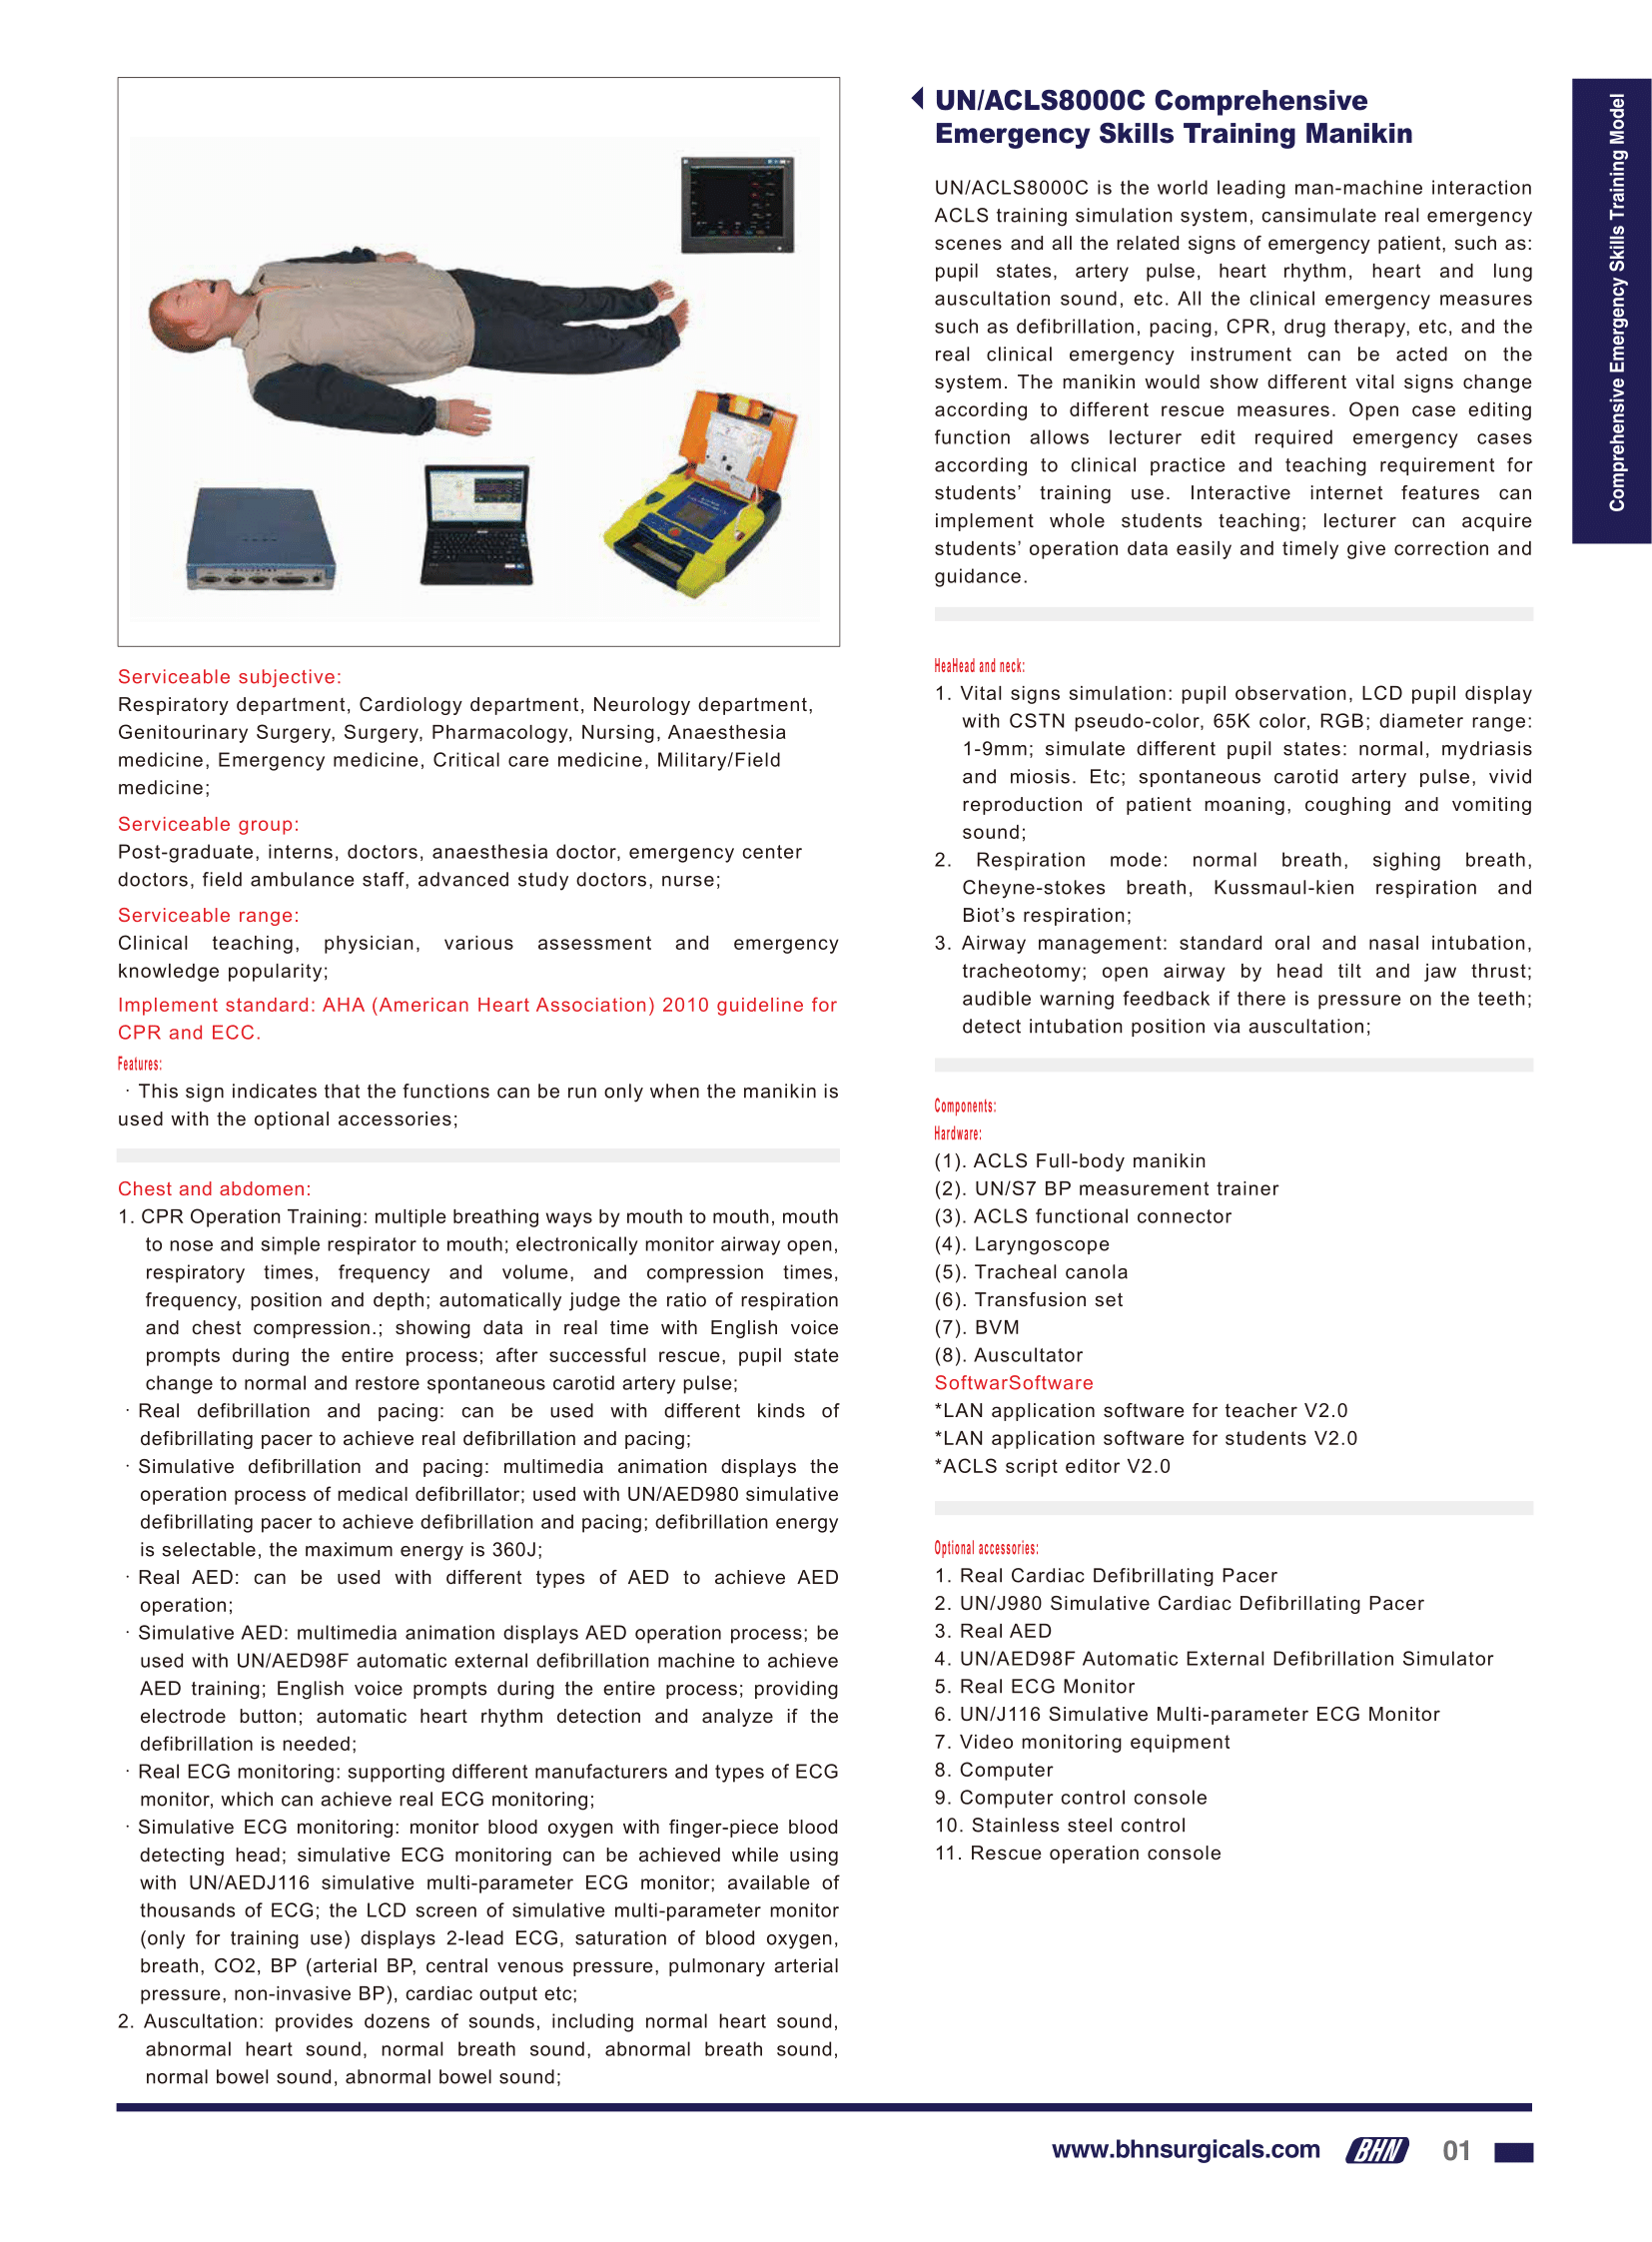 UN/ACLS8000C Comprehensive
Emergency Skills Training Manikin
UN/ACLS8000C is the world leading man-machine interaction
ACLS training simulation system, cansimulate real emergency
scenes and all the related signs of emergency patient, such as:
pupil states, artery pulse, heart rhythm, heart and lung
auscultation sound, etc. All the clinical emergency measures
such as defibrillation, pacing, CPR, drug therapy, etc, and the
real clinical emergency instrument can be acted on the
system. The manikin would show different vital signs change
according to different rescue measures. Open case editing
function allows lecturer edit required emergency cases
according to clinical practice and teaching requirement for
students’ training use. Interactive internet features can
implement whole students teaching; lecturer can acquire
students’ operation data easily and timely give correction and
guidance.
Comprehensive Emergency Skills Training Model
Serviceable subjective:
Respiratory department, Cardiology department, Neurology department,
Genitourinary Surgery, Surgery, Pharmacology, Nursing, Anaesthesia
medicine, Emergency medicine, Critical care medicine, Military/Field
medicine;
Serviceable group:
Post-graduate, interns, doctors, anaesthesia doctor, emergency center
doctors, field ambulance staff, advanced study doctors, nurse;
Serviceable range:
Clinical teaching, physician, various assessment and emergency
knowledge popularity;
Implement standard: AHA (American Heart Association) 2010 guideline for
CPR and ECC.
Features:
· This sign indicates that the functions can be run only when the manikin is
used with the optional accessories;
Chest and abdomen:
1. CPR Operation Training: multiple breathing ways by mouth to mouth, mouth
to nose and simple respirator to mouth; electronically monitor airway open,
respiratory times, frequency and volume, and compression times,
frequency, position and depth; automatically judge the ratio of respiration
and chest compression.; showing data in real time with English voice
prompts during the entire process; after successful rescue, pupil state
change to normal and restore spontaneous carotid artery pulse;
· Real defibrillation and pacing: can be used with different kinds of
defibrillating pacer to achieve real defibrillation and pacing;
· Simulative defibrillation and pacing: multimedia animation displays the
operation process of medical defibrillator; used with UN/AED980 simulative
defibrillating pacer to achieve defibrillation and pacing; defibrillation energy
is selectable, the maximum energy is 360J;
· Real AED: can be used with different types of AED to achieve AED
operation;
· Simulative AED: multimedia animation displays AED operation process; be
used with UN/AED98F automatic external defibrillation machine to achieve
AED training; English voice prompts during the entire process; providing
electrode button; automatic heart rhythm detection and analyze if the
defibrillation is needed;
· Real ECG monitoring: supporting different manufacturers and types of ECG
monitor, which can achieve real ECG monitoring;
· Simulative ECG monitoring: monitor blood oxygen with finger-piece blood
detecting head; simulative ECG monitoring can be achieved while using
with UN/AEDJ116 simulative multi-parameter ECG monitor; available of
thousands of ECG; the LCD screen of simulative multi-parameter monitor
(only for training use) displays 2-lead ECG, saturation of blood oxygen,
breath, CO2, BP (arterial BP, central venous pressure, pulmonary arterial
pressure, non-invasive BP), cardiac output etc;
2. Auscultation: provides dozens of sounds, including normal heart sound,
abnormal heart sound, normal breath sound, abnormal breath sound,
normal bowel sound, abnormal bowel sound;
HeaHead and neck:
1. Vital signs simulation: pupil observation, LCD pupil display
with CSTN pseudo-color, 65K color, RGB; diameter range:
1-9mm; simulate different pupil states: normal, mydriasis
and miosis. Etc; spontaneous carotid artery pulse, vivid
reproduction of patient moaning, coughing and vomiting
sound;
2. Respiration mode: normal breath, sighing breath,
Cheyne-stokes breath, Kussmaul-kien respiration and
Biot’s respiration;
3. Airway management: standard oral and nasal intubation,
tracheotomy; open airway by head tilt and jaw thrust;
audible warning feedback if there is pressure on the teeth;
detect intubation position via auscultation;
Components:
Hardware:
(1). ACLS Full-body manikin
(2). UN/S7 BP measurement trainer
(3). ACLS functional connector
(4). Laryngoscope
(5). Tracheal canola
(6). Transfusion set
(7). BVM
(8). Auscultator
SoftwarSoftware
*LAN application software for teacher V2.0
*LAN application software for students V2.0
*ACLS script editor V2.0
Optional accessories:
1. Real Cardiac Defibrillating Pacer
2. UN/J980 Simulative Cardiac Defibrillating Pacer
3. Real AED
4. UN/AED98F Automatic External Defibrillation Simulator
5. Real ECG Monitor
6. UN/J116 Simulative Multi-parameter ECG Monitor
7. Video monitoring equipment
8. Computer
9. Computer control console
10. Stainless steel control
11. Rescue operation console
www.bhnsurgicals.com
BHN
01